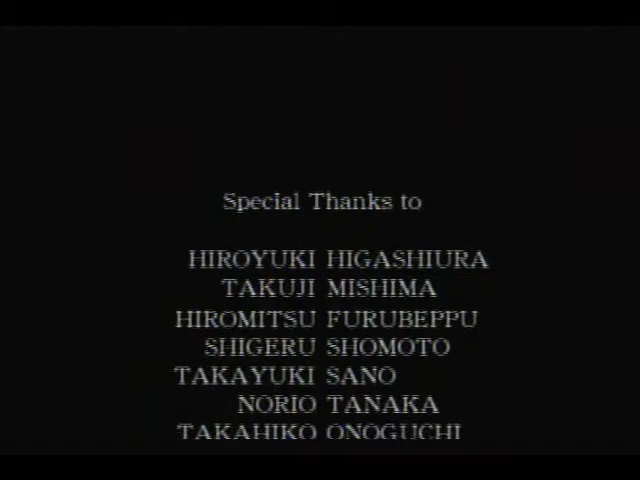 Special Thanks to
HIROYUKI HIGASHIURA
TAKUJI MISHIMA
HIROMITSU FURUBEPPU
SHIGERU SHOMOTO
TAKAYUKI SANO
NORIO TANAKA
TAKAHIKO ONOGUCHI